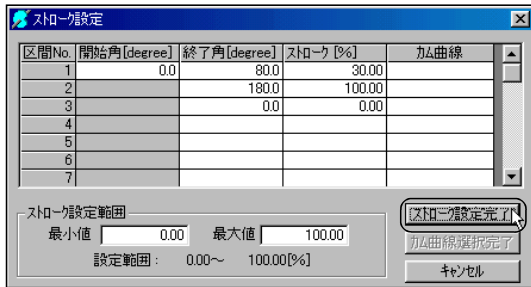 ストローク設定
区間No. 開始角[degree] 終了角[degree] ストローク [%] カム曲線
1 0.0 80.0 30.00
2 180.0 100.00
3 0.0 0.00
4
5
6
7
ストローク設定範囲
最小値 0.00 最大値 100.00
設定範囲： 0.00～ 100.00[%]
ストローク設定完了
カム曲線選択完了
キャンセル